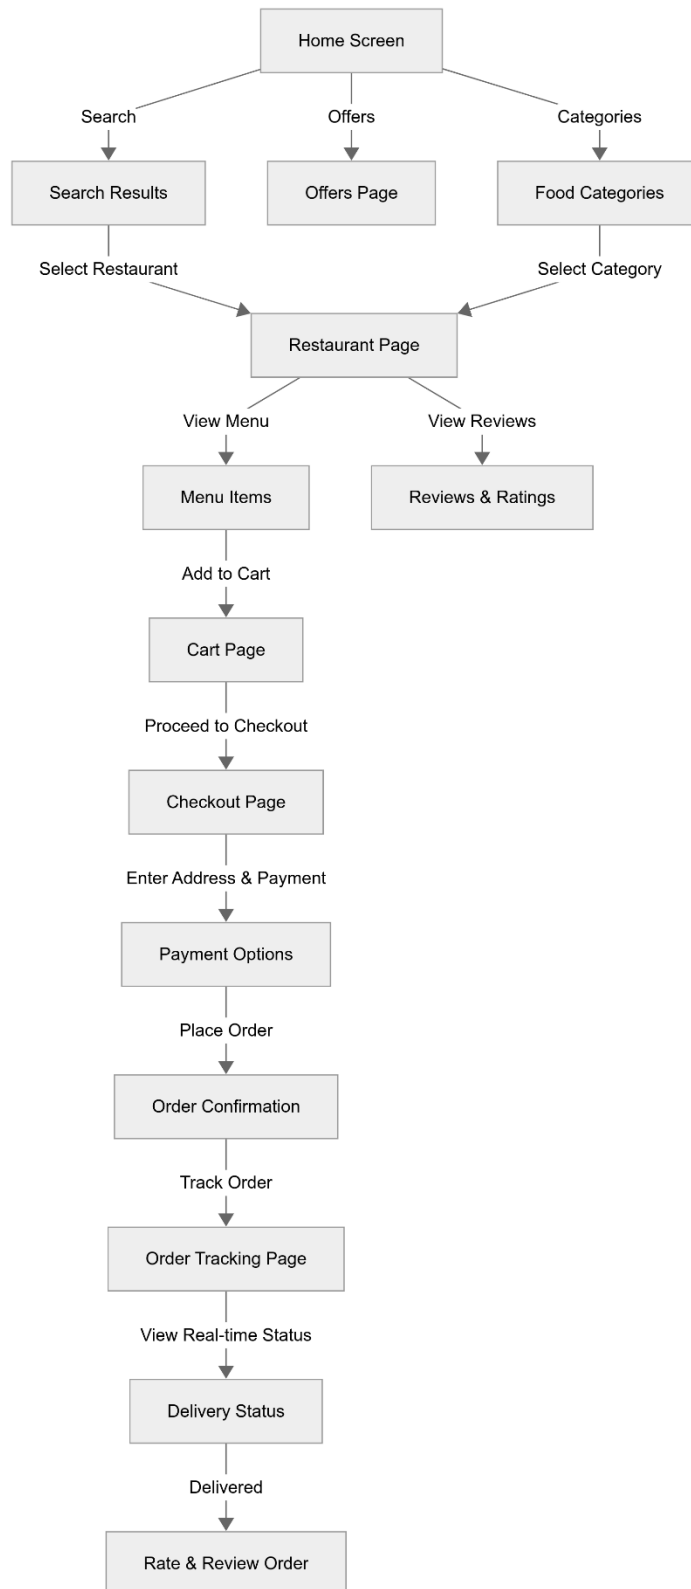 Home Screen
Search
Offers
Categories
Search Results
Offers Page
Food Categories
Select Restaurant
Select Category
Restaurant Page
View Menu
View Reviews
Menu Items
Reviews & Ratings
Add to Cart
Cart Page
Proceed to Checkout
Checkout Page
Enter Address & Payment
Payment Options
Place Order
Order Confirmation
Track Order
Order Tracking Page
View Real-time Status
Delivery Status
Delivered
Rate & Review Order